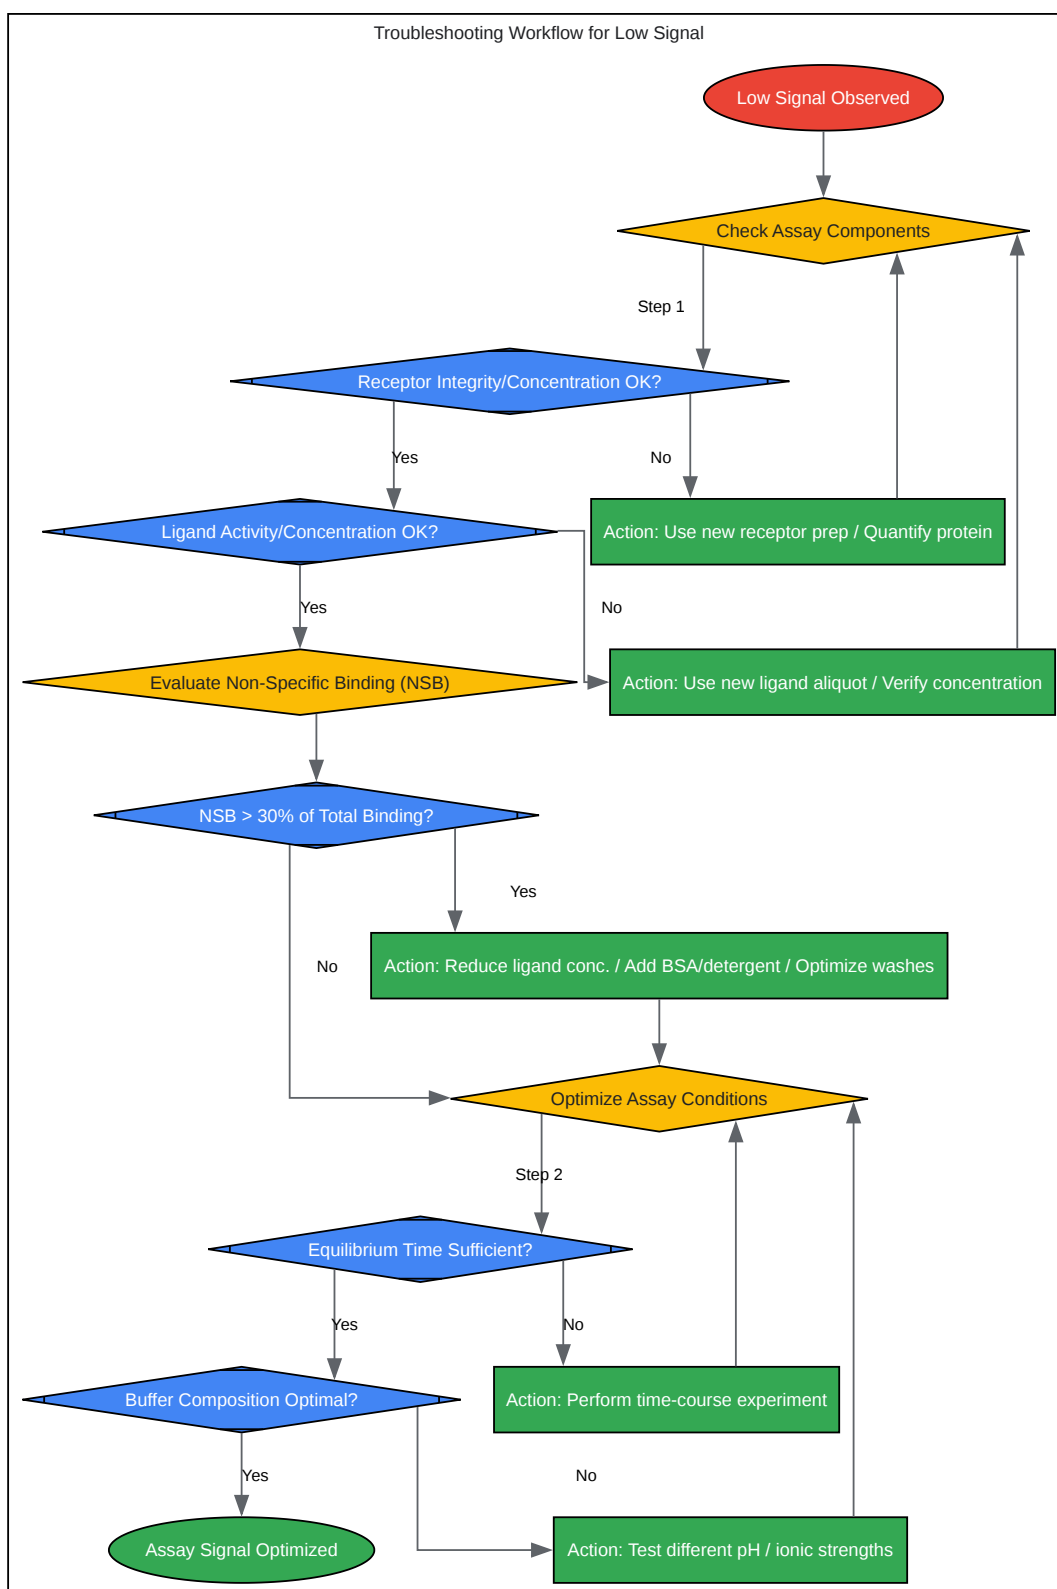 Troubleshooting Workflow for Low Signal
Low Signal Observed
Check Assay Components
Step 1
Receptor Integrity/Concentration OK?
Yes
No
Ligand Activity/Concentration OK?
Action: Use new receptor prep / Quantify protein
Yes
No
Evaluate Non-Specific Binding (NSB)
Action: Use new ligand aliquot / Verify concentration
NSB > 30% of Total Binding?
Yes
No
Action: Reduce ligand conc. / Add BSA/detergent / Optimize washes
Optimize Assay Conditions
Step 2
Equilibrium Time Sufficient?
Yes
No
Buffer Composition Optimal?
Action: Perform time-course experiment
Yes
No
Assay Signal Optimized
Action: Test different pH / ionic strengths